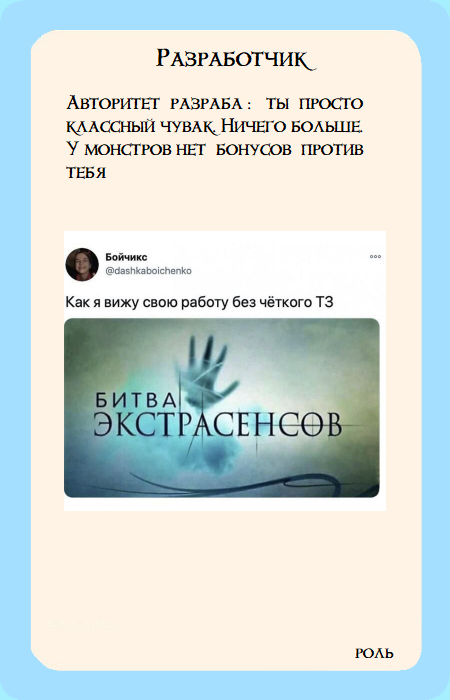 Разработчик
Авторитет разраба : ты просто
классный чувак. Ничего больше.
У монстров нет бонусов против
тебя
Бойчикс
@dashkaboichenko
Как я вижу свою работу без чёткого ТЗ
БИТВА
ЭКСТРАСЕНСОВ
роль